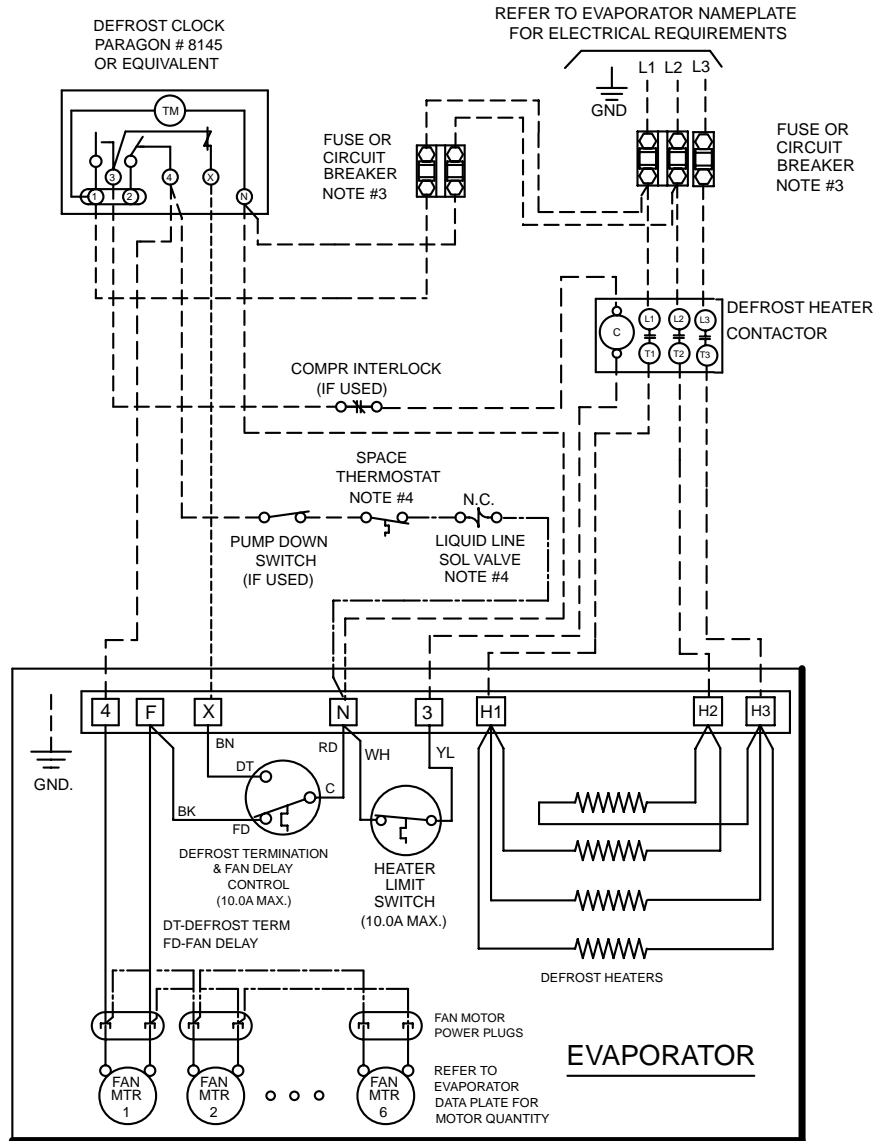 REFER TO EVAPORATOR NAMEPLATE
FOR ELECTRICAL REQUIREMENTS
DEFROST CLOCK
PARAGON # 8145
OR EQUIVALENT
L1 L2 L3
GND
TM
FUSE OR
CIRCUIT
BREAKER
NOTE #3
FUSE OR
CIRCUIT
BREAKER
NOTE #3
3
4
X
1
2
N
DEFROST HEATER
CONTACTOR
C
L1
L2
L3
T1
T2
T3
COMPR INTERLOCK
(IF USED)
SPACE
THERMOSTAT
NOTE #4
N.C.
PUMP DOWN
SWITCH
(IF USED)
LIQUID LINE
SOL VALVE
NOTE #4
4
F
X
N
3
H1
H2
H3
GND.
BN
RD
WH
YL
DT
C
BK
FD
DEFROST TERMINATION
& FAN DELAY
CONTROL
(10.0A MAX.)
HEATER
LIMIT
SWITCH
(10.0A MAX.)
DT-DEFROST TERM
FD-FAN DELAY
DEFROST HEATERS
FAN MOTOR
POWER PLUGS
EVAPORATOR
FAN
MTR
1
FAN
MTR
2
FAN
MTR
6
REFER TO
EVAPORATOR
DATA PLATE FOR
MOTOR QUANTITY